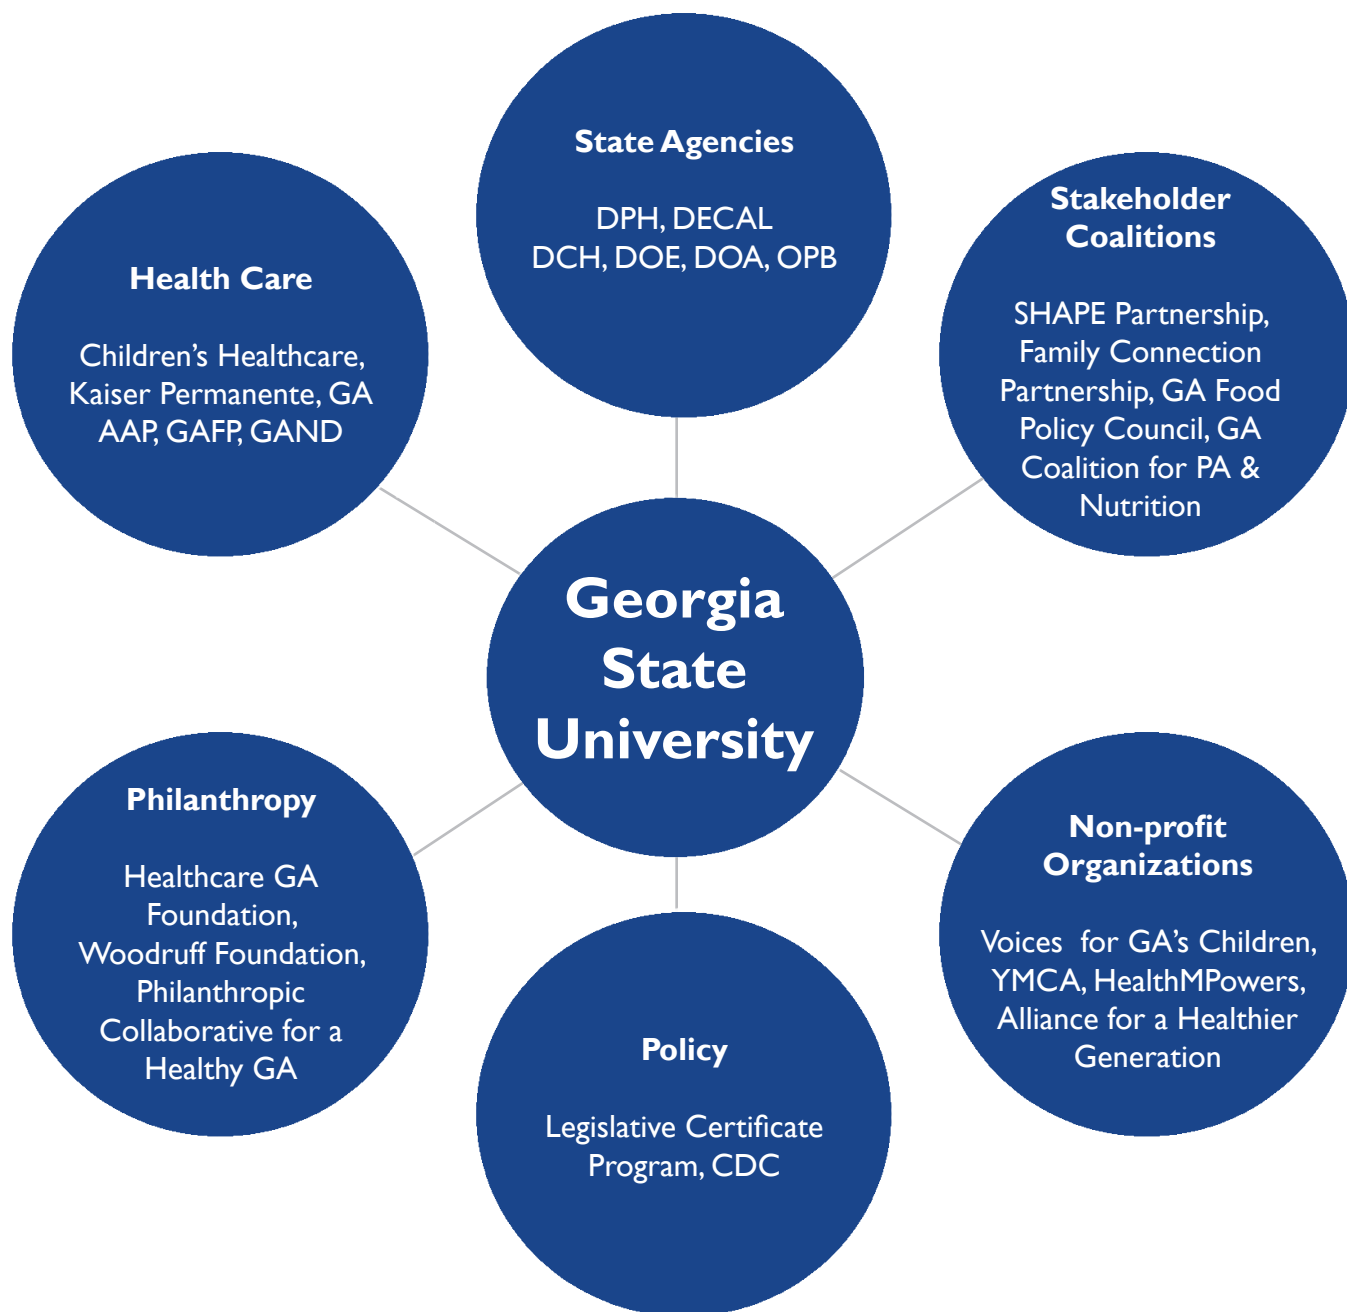 State Agencies
DPH, DECAL
DCH, DOE, DOA, OPB
Stakeholder
Coalitions
SHAPE Partnership,
Family Connection
Partnership, GA Food
Policy Council, GA
Coalition for PA &
Nutrition
Health Care
Children’s Healthcare,
Kaiser Permanente, GA
AAP, GAFP, GAND
Georgia
State
University
Philanthropy
Healthcare GA
Foundation,
Woodruff Foundation,
Philanthropic
Collaborative for a
Healthy GA
Non-profit
Organizations
Voices  for GA’s Children,
YMCA, HealthMPowers,
Alliance for a Healthier
Generation
Policy
Legislative Certificate
Program, CDC